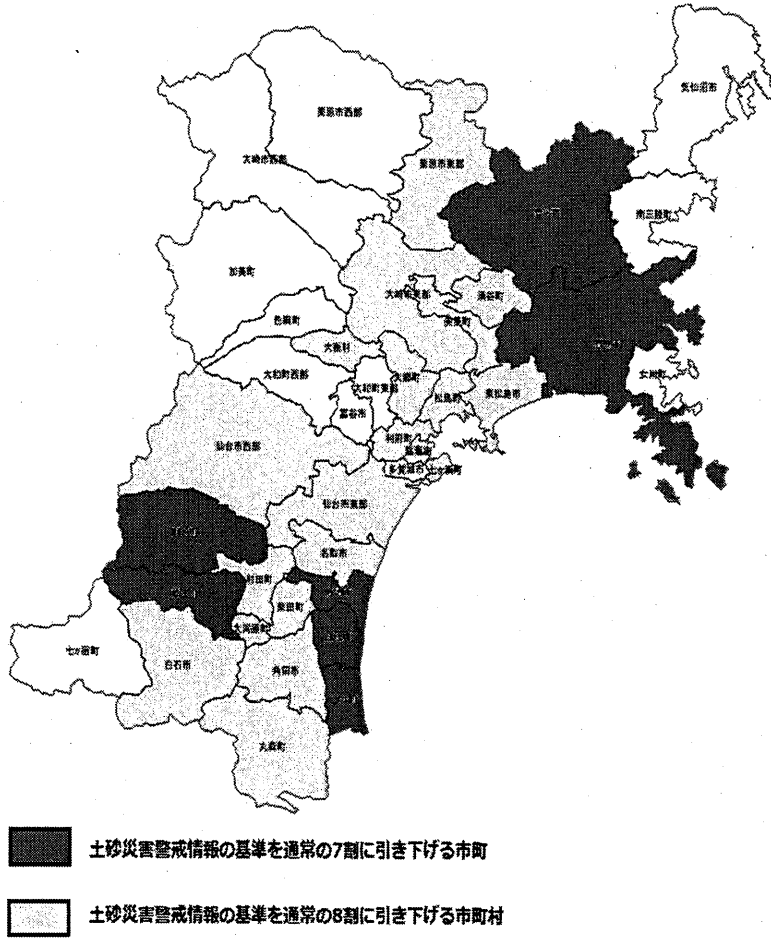 気仙沼市
栗原市西部
大崎市西部
栗原市東部
南三陸町
加美町
大崎市東部
涌谷町
美里町
色麻町
大衡村
大和町西部
大和町東部
大郷町
松島町
東松島市
女川町
富谷市
仙台市西部
利府町
塩竈市
多賀城市
七ヶ浜町
仙台市東部
名取市
村田町
柴田町
大河原町
七ヶ宿町
白石市
角田市
丸森町
土砂災害警戒情報の基準を通常の7割に引き下げる市町
土砂災害警戒情報の基準を通常の8割に引き下げる市町村